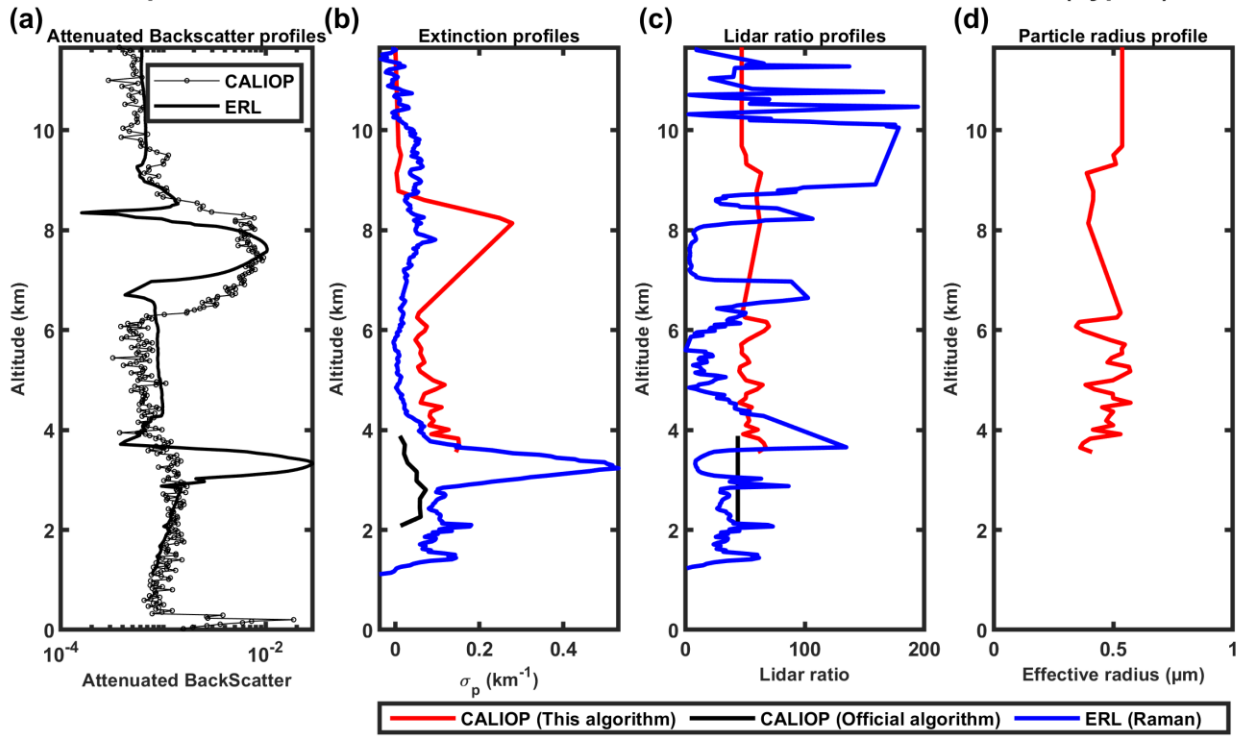 (a) Attenuated Backscatter profiles
(b) Extinction profiles
(c) Lidar ratio profiles
(d) Particle radius profile
CALIOP
ERL
Altitude (km)
10
8
6
4
2
0
10^-4
10^-2
Attenuated BackScatter
Altitude (km)
10
8
6
4
2
0
0
0.2
0.4
σ_p (km^-1)
Altitude (km)
10
8
6
4
2
0
0
100
200
Lidar ratio
Altitude (km)
10
8
6
4
2
0
0
0.5
1
Effective radius (µm)
CALIOP (This algorithm)
CALIOP (Official algorithm)
ERL (Raman)